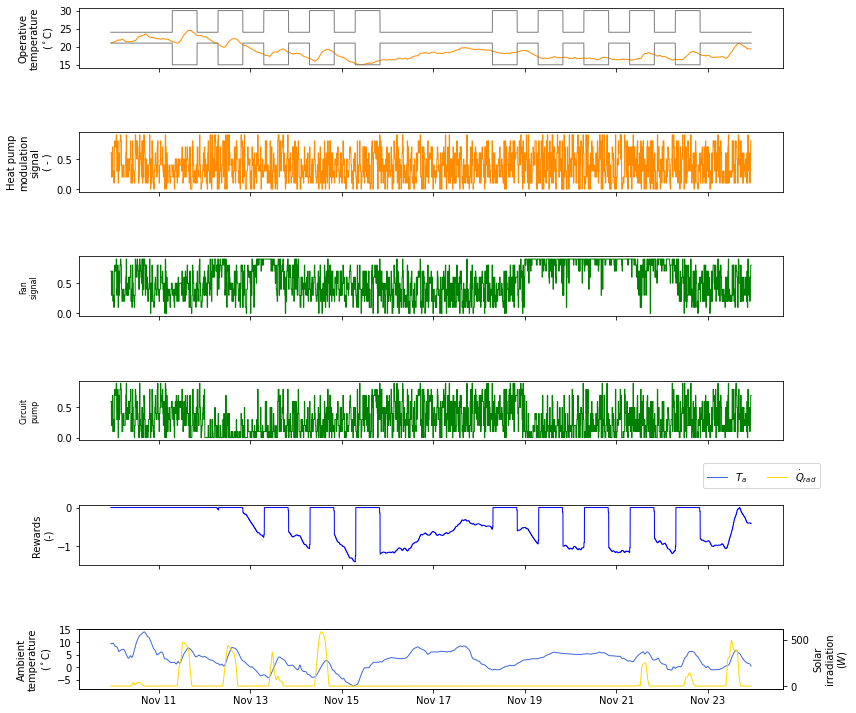 Operative
temperature
(°C)
30
25
20
15
Heat pump
modulation
signal
( - )
0.5
0.0
Fan
signal
0.5
0.0
Circuit
pump
0.5
0.0
T_a
Q̇_rad
Rewards
(-)
0
−1
Ambient
temperature
(°C)
15
10
5
0
−5
500
0
Solar
irradiation
(W)
Nov 11 Nov 13 Nov 15 Nov 17 Nov 19 Nov 21 Nov 23